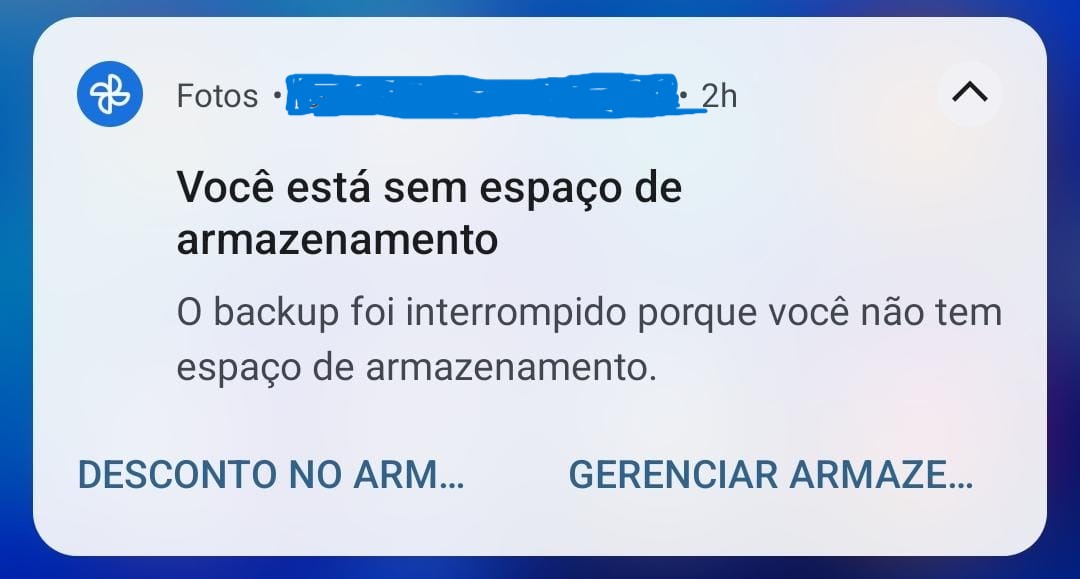 Fotos • • 2h
Você está sem espaço de
armazenamento
O backup foi interrompido porque você não tem
espaço de armazenamento.
DESCONTO NO ARM... GERENCIAR ARMAZE...